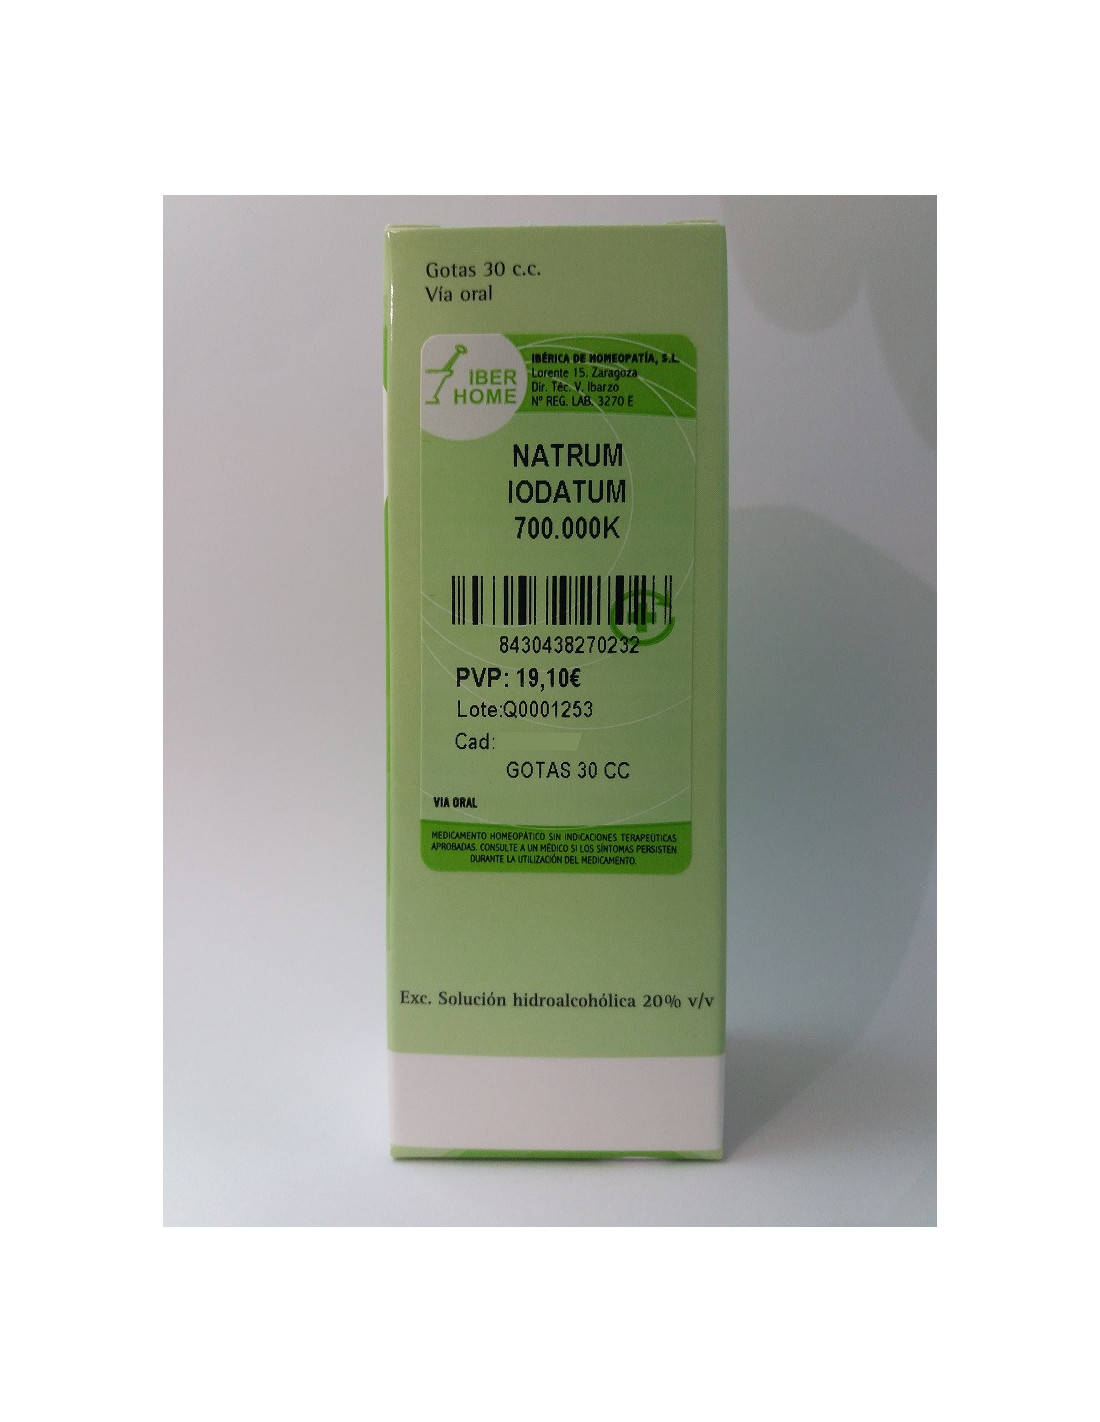 Gotas 30 c.c.
Vía oral
IBER
HOME
IBÉRICA DE HOMEOPATÍA, S.L.
Lorente 15. Zaragoza
Dir. Téc. V. Ibarzo
Nº REG. LAB. 3270 E
NATRUM
IODATUM
700.000K
8430438270232
PVP: 19,10€
Lote:Q0001253
Cad:
GOTAS 30 CC
VIA ORAL
MEDICAMENTO HOMEOPÁTICO SIN INDICACIONES TERAPEÚTICAS
APROBADAS. CONSULTE A UN MÉDICO SI LOS SÍNTOMAS PERSISTEN
DURANTE LA UTILIZACIÓN DEL MEDICAMENTO.
Exc. Solución hidroalcohólica 20% v/v